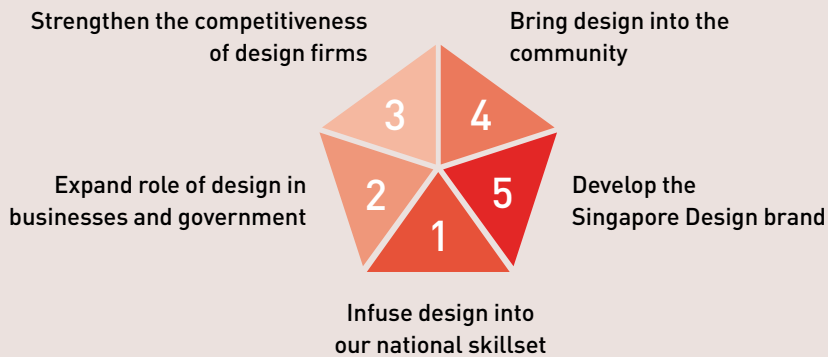 Strengthen the competitiveness
of design firms
Bring design into the
community
3
4
Expand role of design in
businesses and government
2
5
Develop the
Singapore Design brand
1
Infuse design into
our national skillset